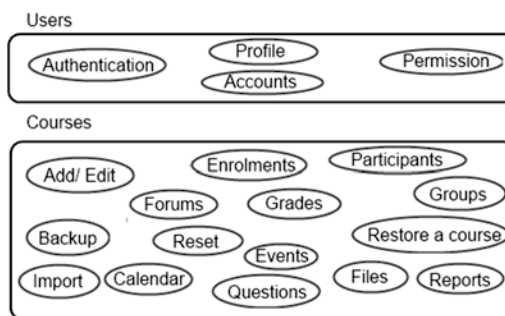 Users
Authentication
Profile
Accounts
Permission
Courses
Add/ Edit
Enrolments
Participants
Forums
Grades
Groups
Backup
Reset
Restore a course
Events
Import
Calendar
Questions
Files
Reports